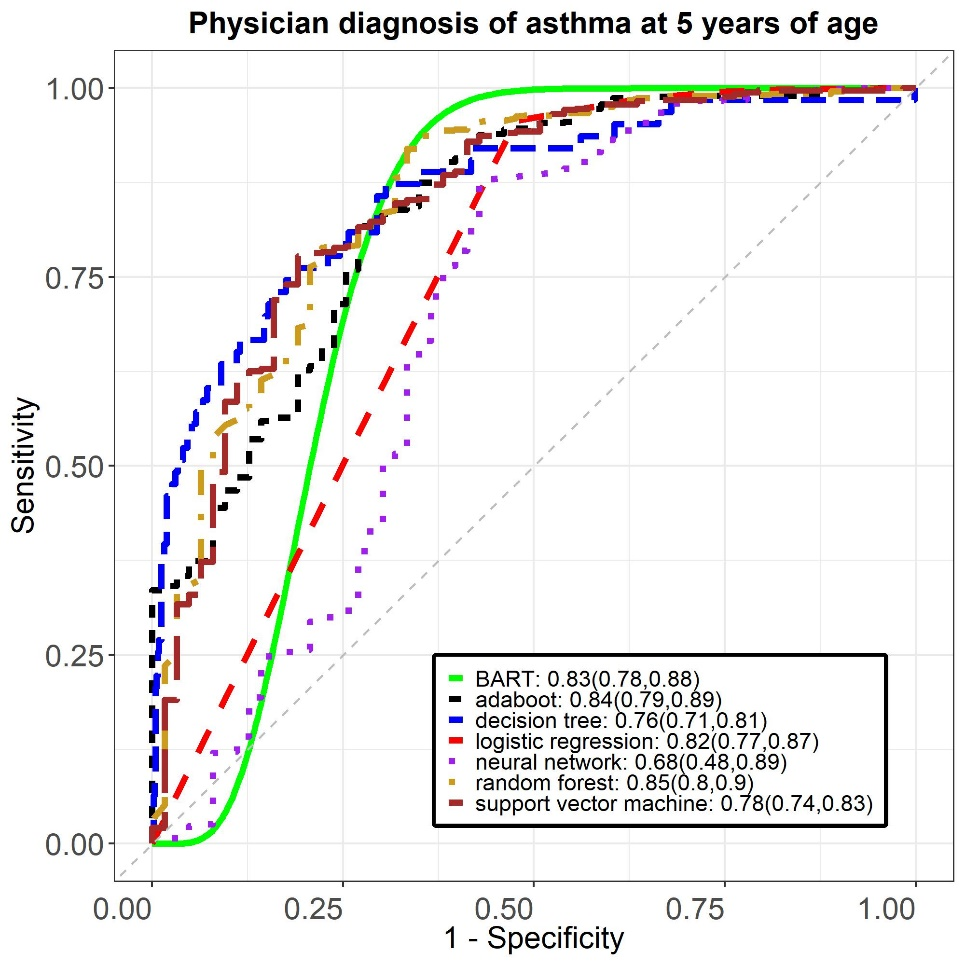 Physician diagnosis of asthma at 5 years of age
1.00
0.75
0.50
0.25
0.00
Sensitivity
BART: 0.83(0.78,0.88)
adaboot: 0.84(0.79,0.89)
decision tree: 0.76(0.71,0.81)
logistic regression: 0.82(0.77,0.87)
neural network: 0.68(0.48,0.89)
random forest: 0.85(0.8,0.9)
support vector machine: 0.78(0.74,0.83)
0.00 0.25 0.50 0.75 1.00
1 - Specificity